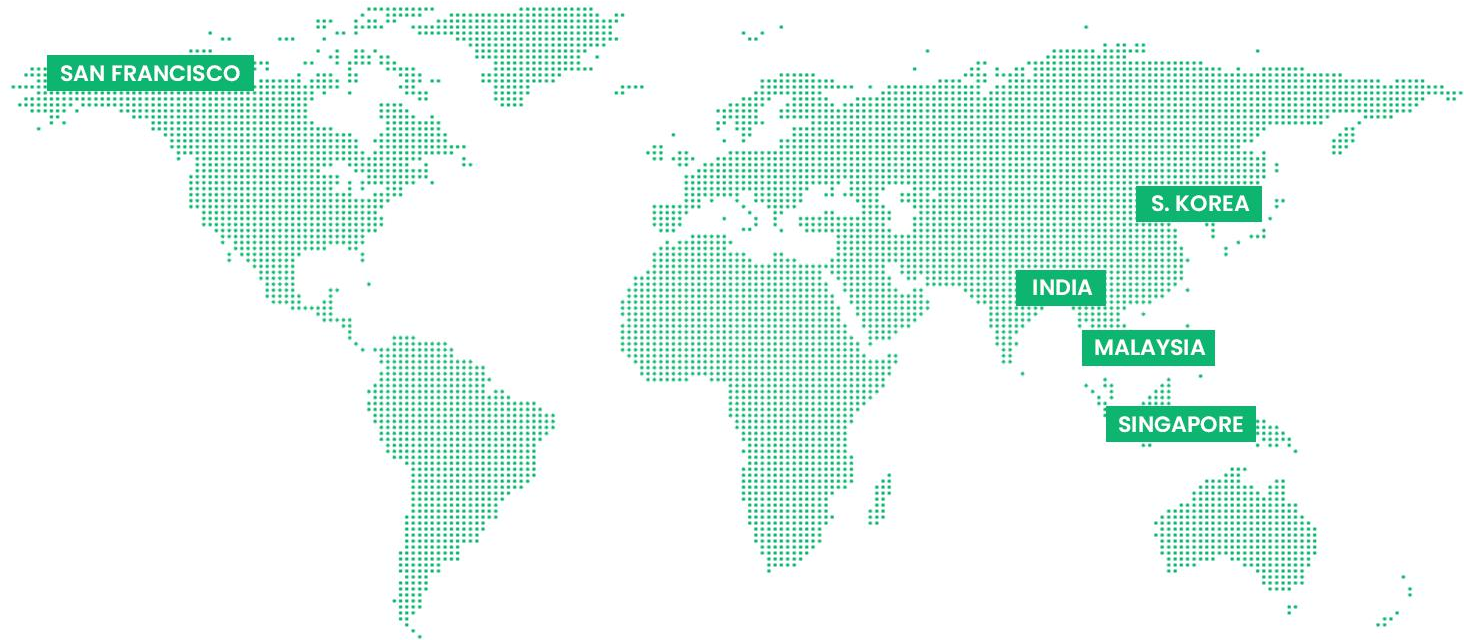 SAN FRANCISCO
S. KOREA
INDIA
MALAYSIA
SINGAPORE